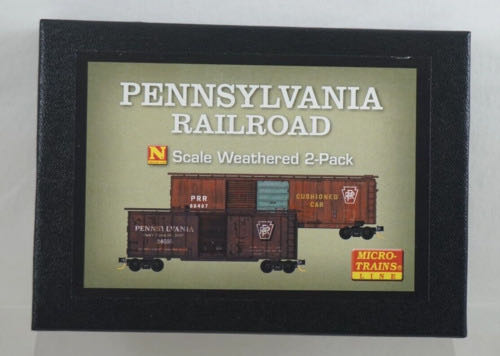 PENNSYLVANIA
RAILROAD
N Scale Weathered 2-Pack
PRR
CUSHIONED
CAR
PENNSYLVANIA
MICRO-
TRAINS®
LINE